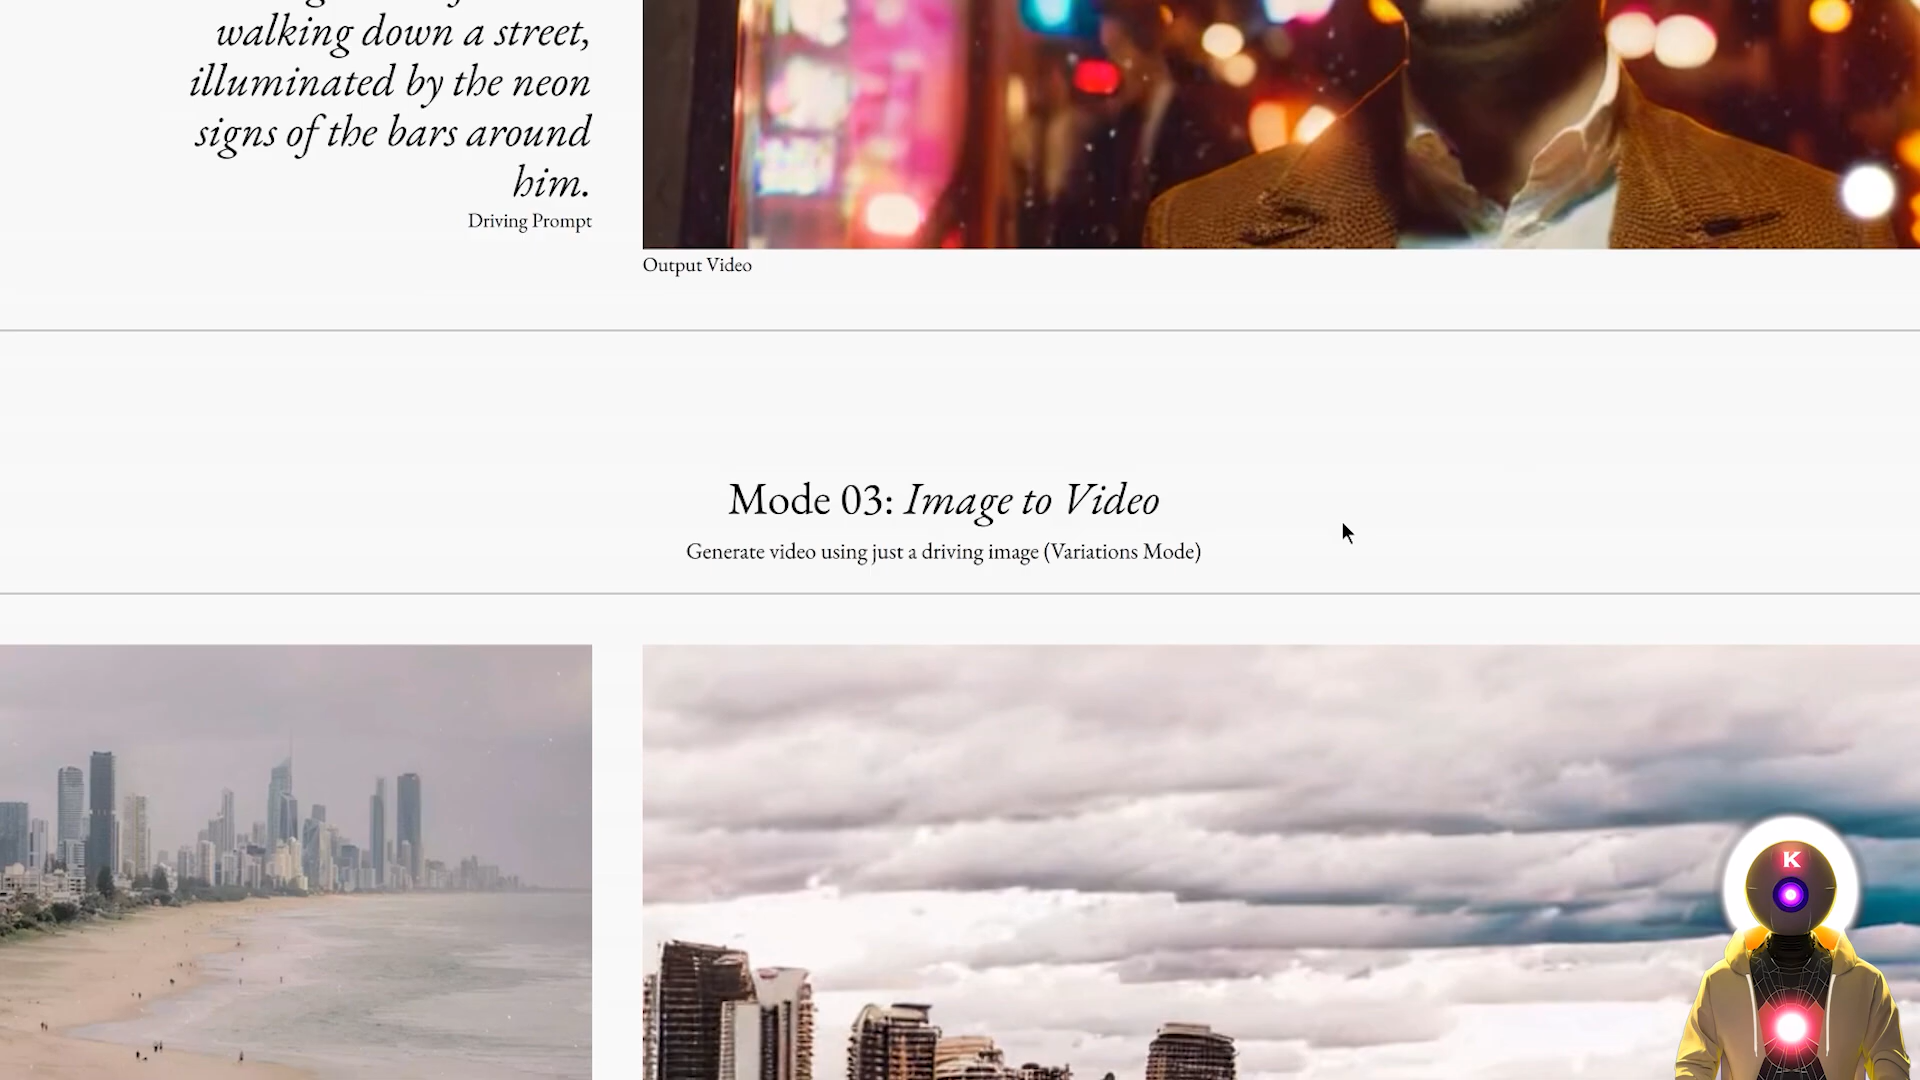 walking down a street,
illuminated by the neon
signs of the bars around
him.
Driving Prompt
Output Video
Mode 03: Image to Video
Generate video using just a driving image (Variations Mode)
K